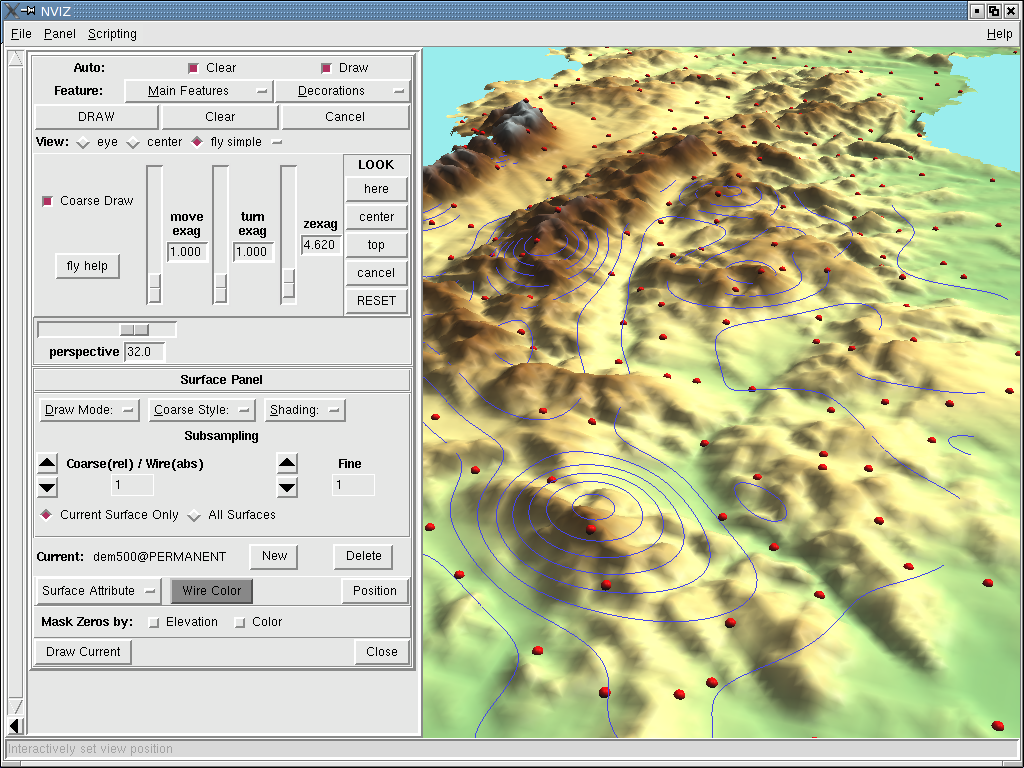 NVIZ
File Panel Scripting Help
Auto: Clear Draw
Feature: Main Features Decorations
DRAW Clear Cancel
View: eye center fly simple
LOOK
Coarse Draw
here
move exag
turn exag
zexag
center
1.000 1.000 4.620
top
fly help
cancel
RESET
perspective 32.0
Surface Panel
Draw Mode: Coarse Style: Shading:
Subsampling
Coarse(rel) / Wire(abs) Fine
1 1
Current Surface Only All Surfaces
Current: dem500@PERMANENT New Delete
Surface Attribute Wire Color Position
Mask Zeros by: Elevation Color
Draw Current Close
Interactively set view position